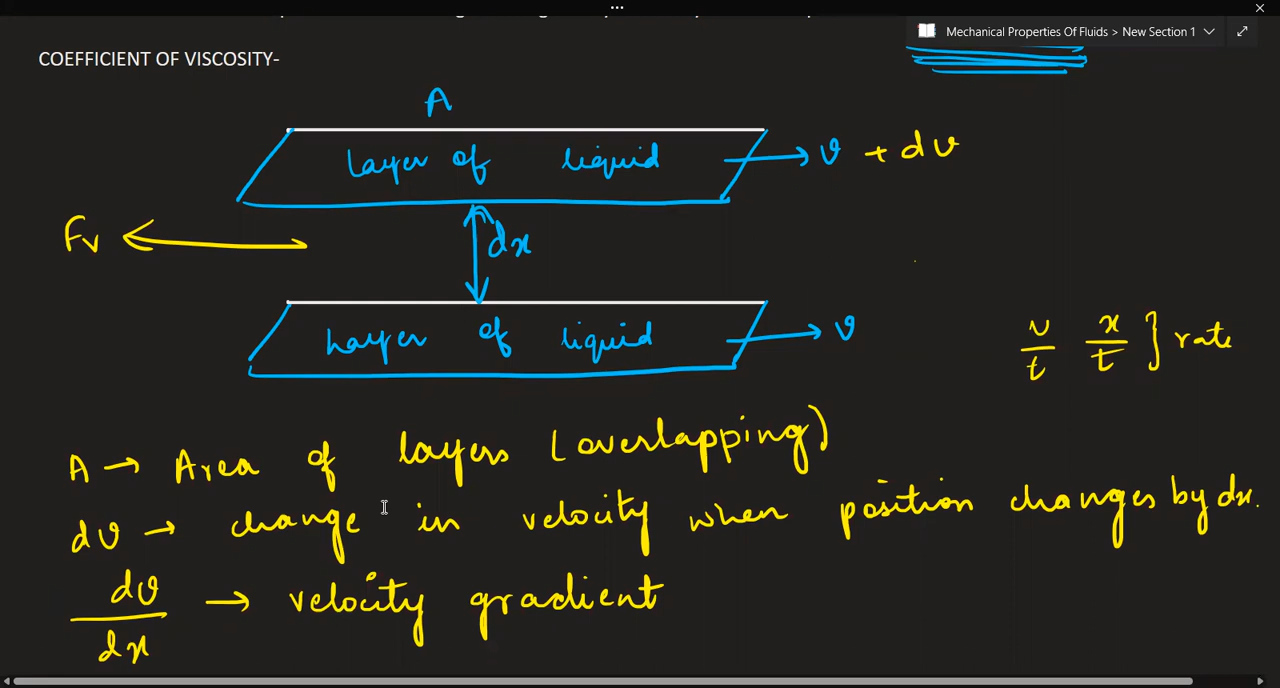 Mechanical Properties Of Fluids > New Section 1
COEFFICIENT OF VISCOSITY-
A
layer of liquid
v + dv
Fv
dx
Layer of liquid
v
v/t x/t } rate
A → Area of layers (overlapping)
dv → change in velocity when position changes by dx.
dv/dx → velocity gradient